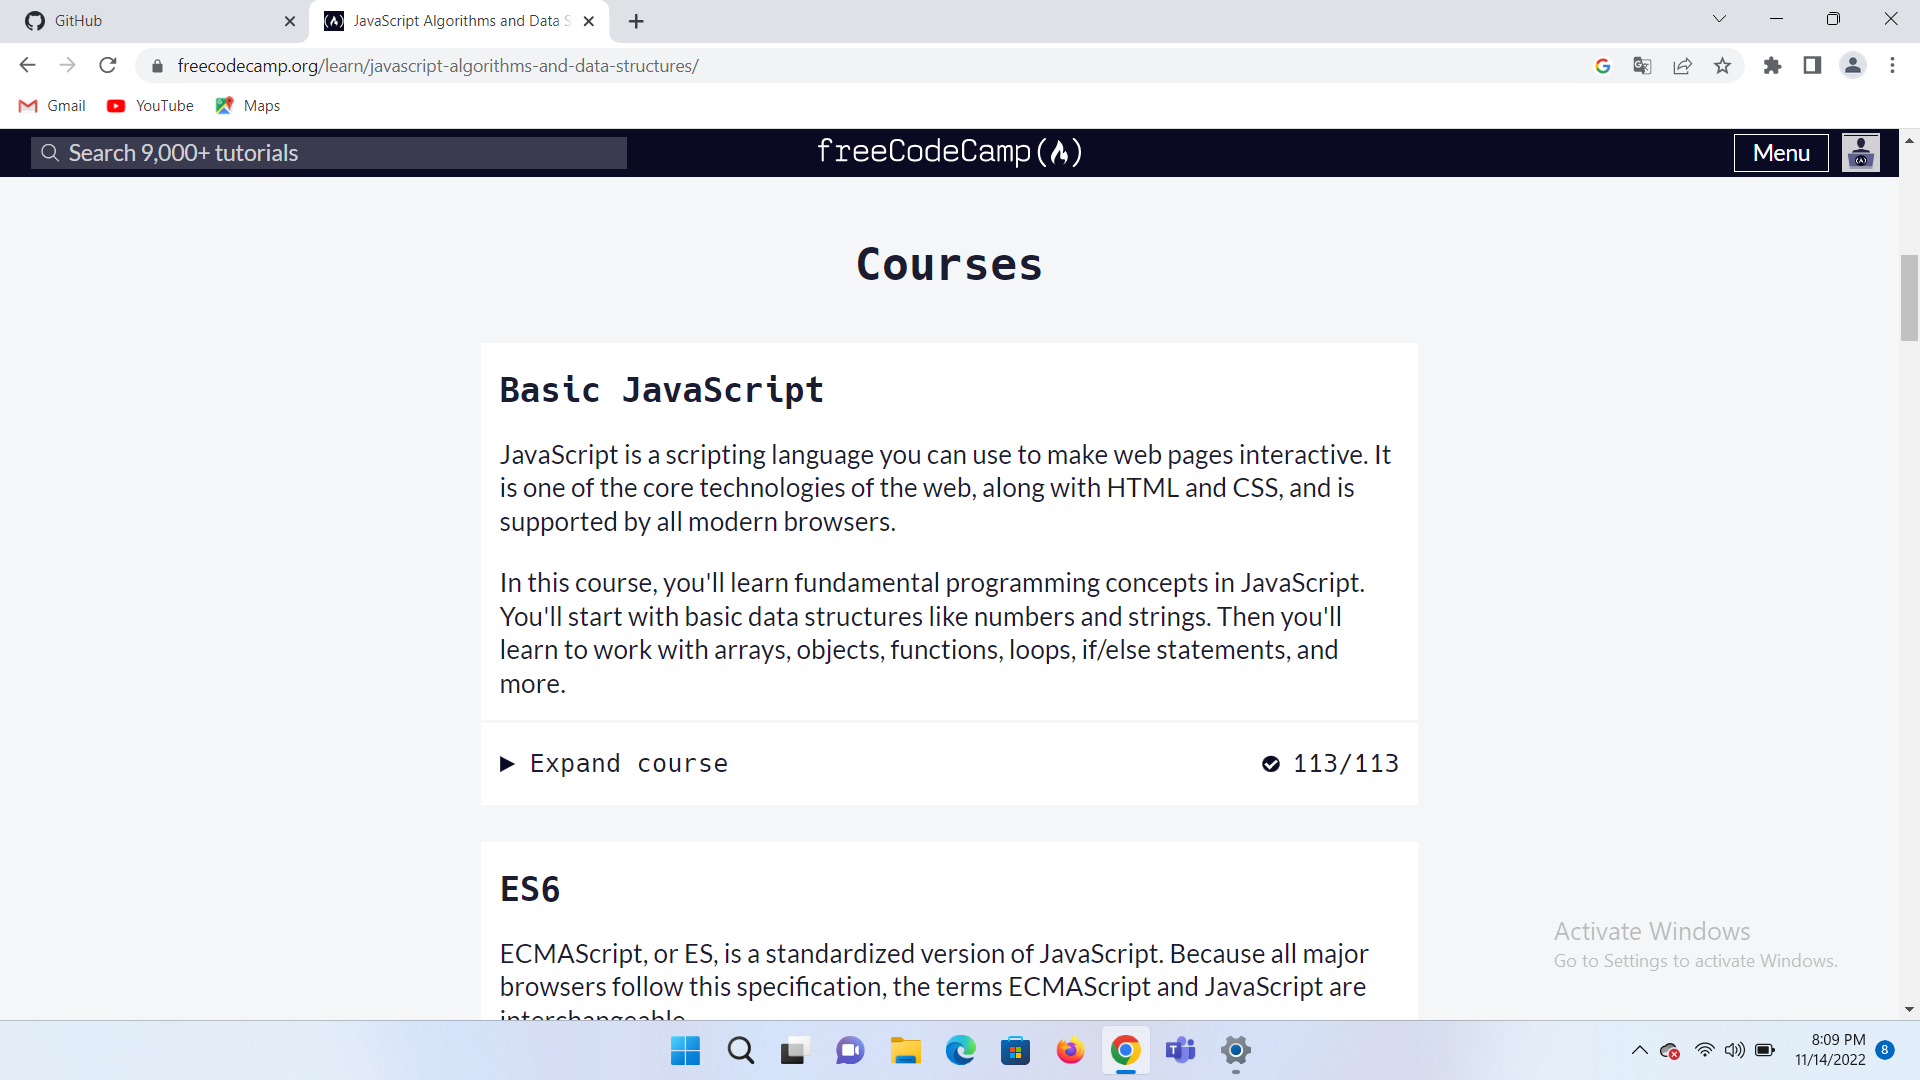 GitHub
JavaScript Algorithms and Data S
freecodecamp.org/learn/javascript-algorithms-and-data-structures/
Gmail
YouTube
Maps
Search 9,000+ tutorials
freeCodeCamp(A)
Menu
Courses
Basic JavaScript
JavaScript is a scripting language you can use to make web pages interactive. It
is one of the core technologies of the web, along with HTML and CSS, and is
supported by all modern browsers.
In this course, you'll learn fundamental programming concepts in JavaScript.
You'll start with basic data structures like numbers and strings. Then you'll
learn to work with arrays, objects, functions, loops, if/else statements, and
more.
Expand course
113/113
ES6
ECMAScript, or ES, is a standardized version of JavaScript. Because all major
browsers follow this specification, the terms ECMAScript and JavaScript are
interchangeable
Activate Windows
Go to Settings to activate Windows.
8:09 PM
11/14/2022
8